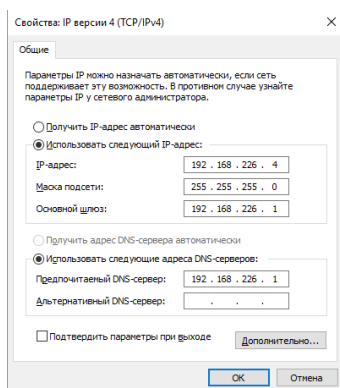 Свойства: IP версии 4 (TCP/IPv4)
Общие
Параметры IP можно назначать автоматически, если сеть
поддерживает эту возможность. В противном случае узнайте
параметры IP у сетевого администратора.
Получить IP-адрес автоматически
Использовать следующий IP-адрес:
IP-адрес: 192 . 168 . 226 . 4
Маска подсети: 255 . 255 . 255 . 0
Основной шлюз: 192 . 168 . 226 . 1
Получить адрес DNS-сервера автоматически
Использовать следующие адреса DNS-серверов:
Предпочитаемый DNS-сервер: 192 . 168 . 226 . 1
Альтернативный DNS-сервер: . . .
Подтвердить параметры при выходе
Дополнительно...
ОК Отмена